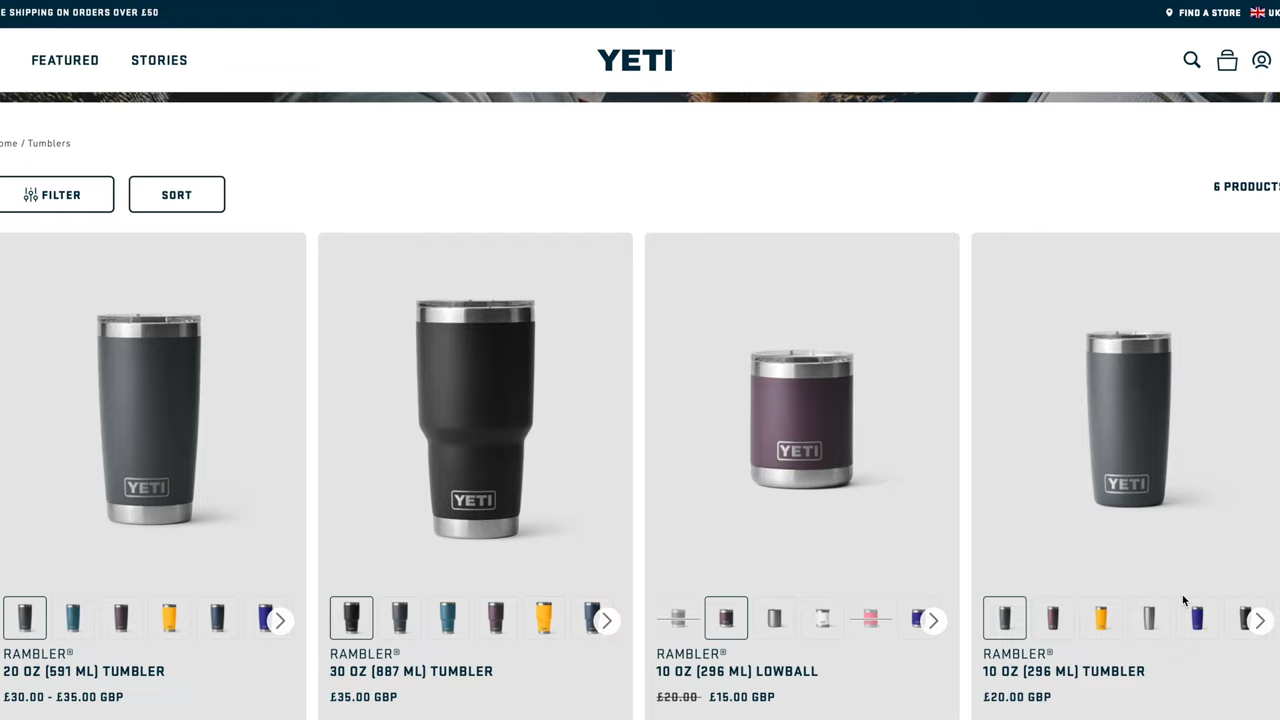 E SHIPPING ON ORDERS OVER £50
FIND A STORE
UK
FEATURED
STORIES
YETI
ome / Tumblers
FILTER
SORT
6 PRODUCTS
YETI
YETI
YETI
YETI
RAMBLER®
20 OZ (591 ML) TUMBLER
£30.00 - £35.00 GBP
RAMBLER®
30 OZ (887 ML) TUMBLER
£35.00 GBP
RAMBLER®
10 OZ (296 ML) LOWBALL
£20.00 £15.00 GBP
RAMBLER®
10 OZ (296 ML) TUMBLER
£20.00 GBP